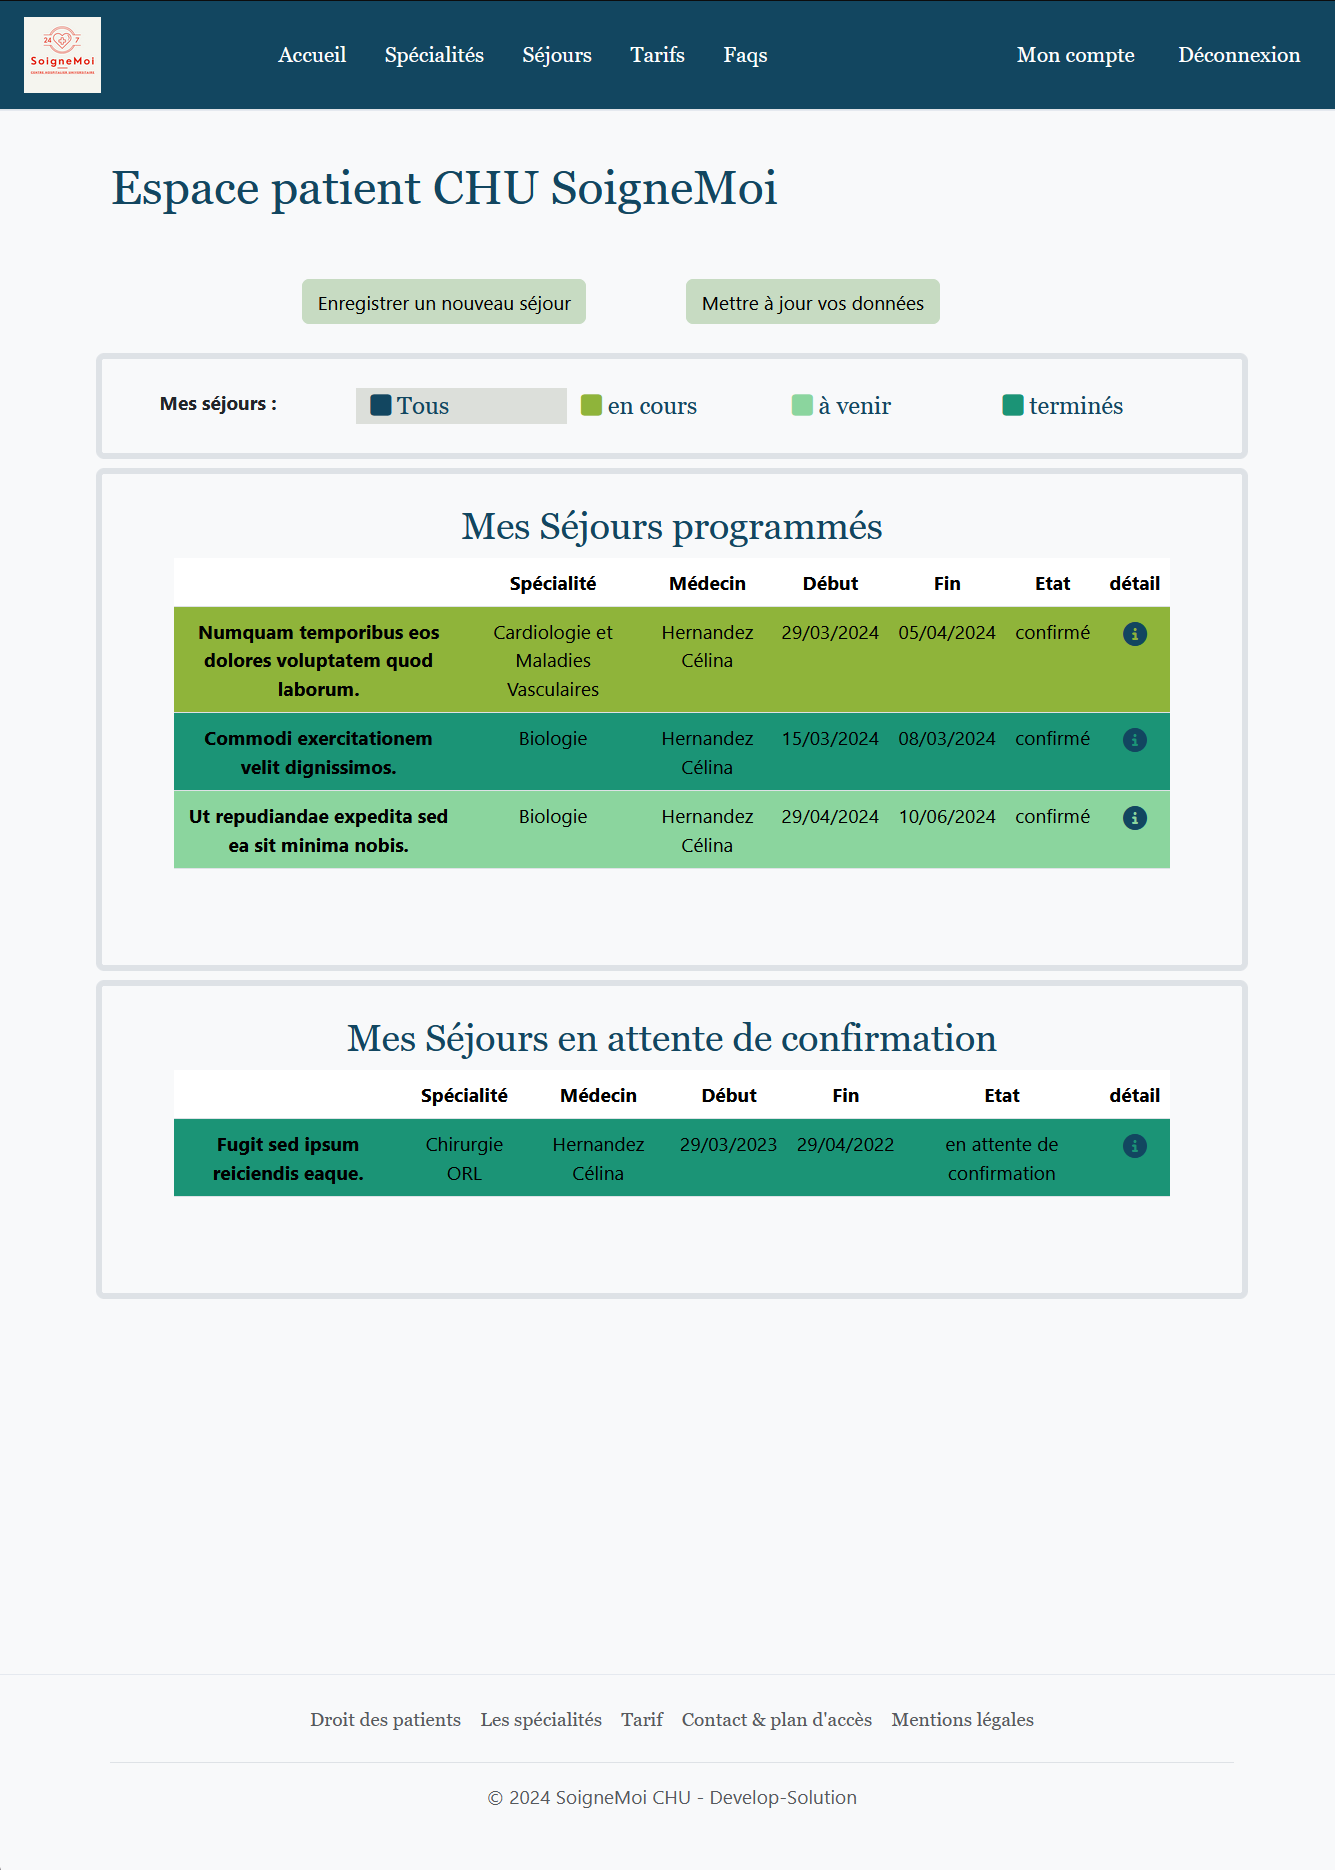 24 7
SoigneMoi
CENTRE HOSPITALIER UNIVERSITAIRE
Accueil Spécialités Séjours Tarifs Faqs Mon compte Déconnexion
Espace patient CHU SoigneMoi
Enregistrer un nouveau séjour Mettre à jour vos données
Mes séjours : Tous en cours à venir terminés
Mes Séjours programmés
Spécialité Médecin Début Fin Etat détail
Numquam temporibus eos Cardiologie et Hernandez 29/03/2024 05/04/2024 confirmé
dolores voluptatem quod Maladies Célina
laborum. Vasculaires
Commodi exercitationem Biologie Hernandez 15/03/2024 08/03/2024 confirmé
velit dignissimos. Célina
Ut repudiandae expedita sed Biologie Hernandez 29/04/2024 10/06/2024 confirmé
ea sit minima nobis. Célina
Mes Séjours en attente de confirmation
Spécialité Médecin Début Fin Etat détail
Fugit sed ipsum Chirurgie Hernandez 29/03/2023 29/04/2022 en attente de
reiciendis eaque. ORL Célina confirmation
Droit des patients Les spécialités Tarif Contact & plan d'accès Mentions légales
© 2024 SoigneMoi CHU - Develop-Solution